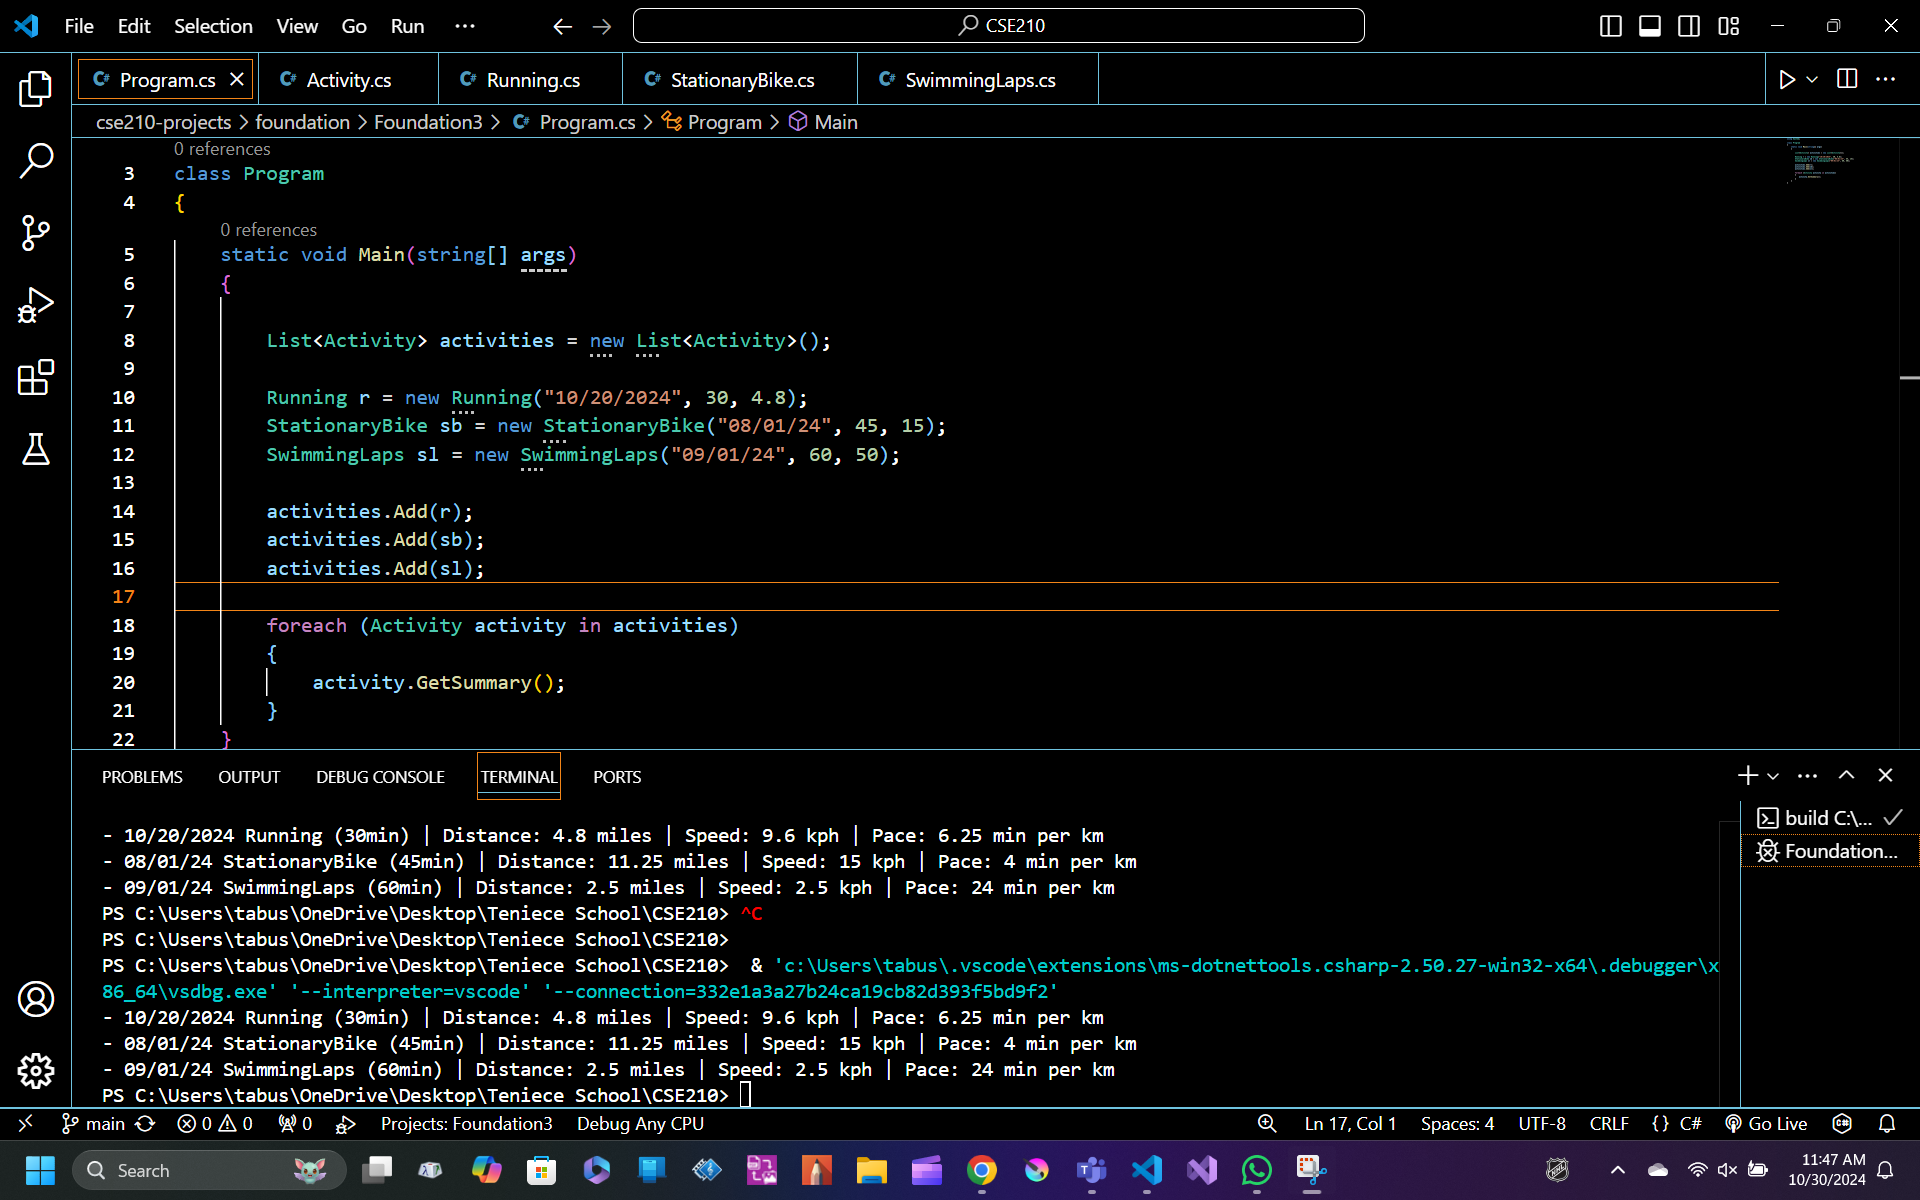 File Edit Selection View Go Run ··· CSE210
Program.cs Activity.cs Running.cs StationaryBike.cs SwimmingLaps.cs
cse210-projects > foundation > Foundation3 > Program.cs > Program > Main
0 references
3 class Program
4 {
0 references
5 static void Main(string[] args)
6 {
7
8 List<Activity> activities = new List<Activity>();
9
10 Running r = new Running("10/20/2024", 30, 4.8);
11 StationaryBike sb = new StationaryBike("08/01/24", 45, 15);
12 SwimmingLaps sl = new SwimmingLaps("09/01/24", 60, 50);
13
14 activities.Add(r);
15 activities.Add(sb);
16 activities.Add(sl);
17
18 foreach (Activity activity in activities)
19 {
20 activity.GetSummary();
21 }
22 }
PROBLEMS OUTPUT DEBUG CONSOLE TERMINAL PORTS
build C:\...
Foundation...
- 10/20/2024 Running (30min) | Distance: 4.8 miles | Speed: 9.6 kph | Pace: 6.25 min per km
- 08/01/24 StationaryBike (45min) | Distance: 11.25 miles | Speed: 15 kph | Pace: 4 min per km
- 09/01/24 SwimmingLaps (60min) | Distance: 2.5 miles | Speed: 2.5 kph | Pace: 24 min per km
PS C:\Users\tabus\OneDrive\Desktop\Teniece School\CSE210> ^C
PS C:\Users\tabus\OneDrive\Desktop\Teniece School\CSE210>
PS C:\Users\tabus\OneDrive\Desktop\Teniece School\CSE210> & 'c:\Users\tabus\.vscode\extensions\ms-dotnettools.csharp-2.50.27-win32-x64\.debugger\x
86_64\vsdbg.exe' '--interpreter=vscode' '--connection=332e1a3a27b24ca19cb82d393f5bd9f2'
- 10/20/2024 Running (30min) | Distance: 4.8 miles | Speed: 9.6 kph | Pace: 6.25 min per km
- 08/01/24 StationaryBike (45min) | Distance: 11.25 miles | Speed: 15 kph | Pace: 4 min per km
- 09/01/24 SwimmingLaps (60min) | Distance: 2.5 miles | Speed: 2.5 kph | Pace: 24 min per km
PS C:\Users\tabus\OneDrive\Desktop\Teniece School\CSE210>
main 0 0 0 Projects: Foundation3 Debug Any CPU Ln 17, Col 1 Spaces: 4 UTF-8 CRLF {} C# Go Live
Search 11:47 AM
10/30/2024